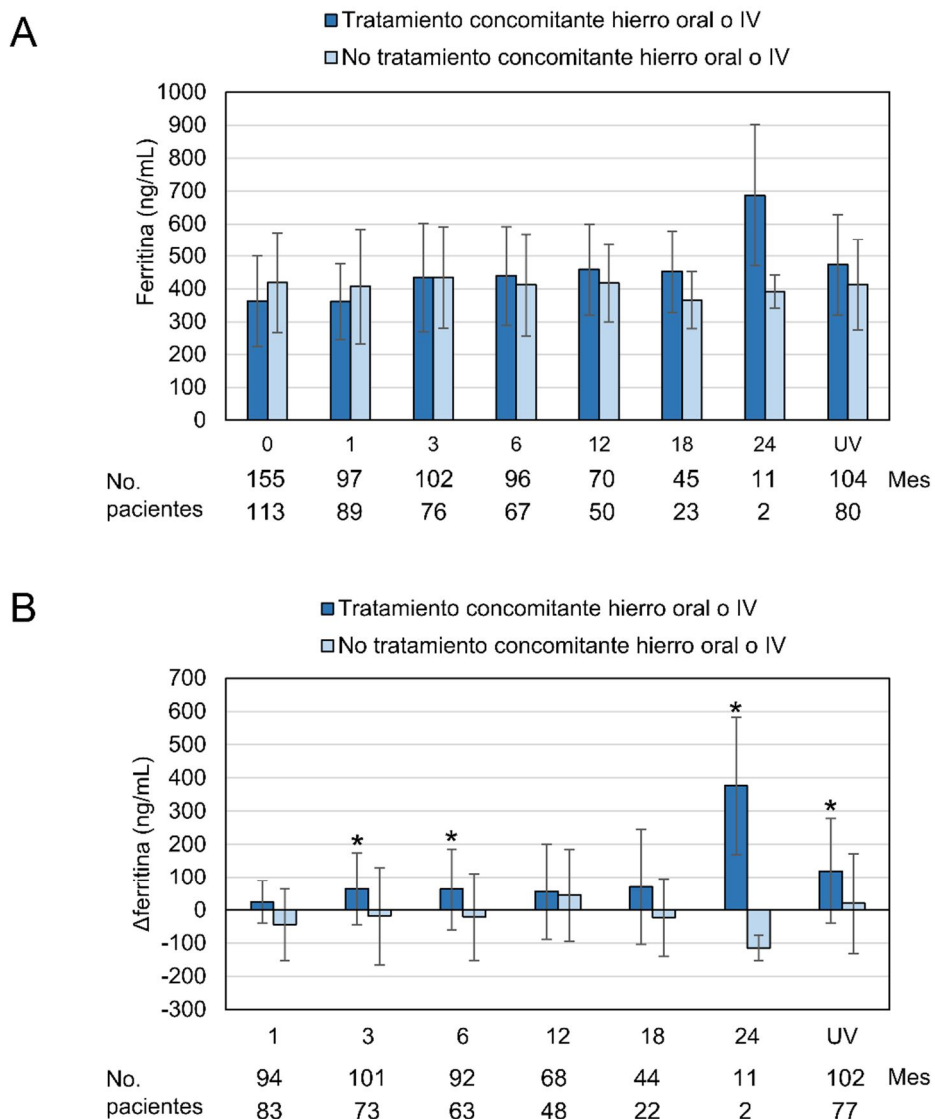 A
Tratamiento concomitante hierro oral o IV
No tratamiento concomitante hierro oral o IV
Ferritina (ng/mL)
1000
900
800
700
600
500
400
300
200
100
0
0 1 3 6 12 18 24 UV
No. 155 97 102 96 70 45 11 104 Mes
pacientes 113 89 76 67 50 23 2 80
B
Tratamiento concomitante hierro oral o IV
No tratamiento concomitante hierro oral o IV
Δferritina (ng/mL)
700
600
500
400
300
200
100
0
-100
-200
-300
* * * *
1 3 6 12 18 24 UV
No. 94 101 92 68 44 11 102 Mes
pacientes 83 73 63 48 22 2 77